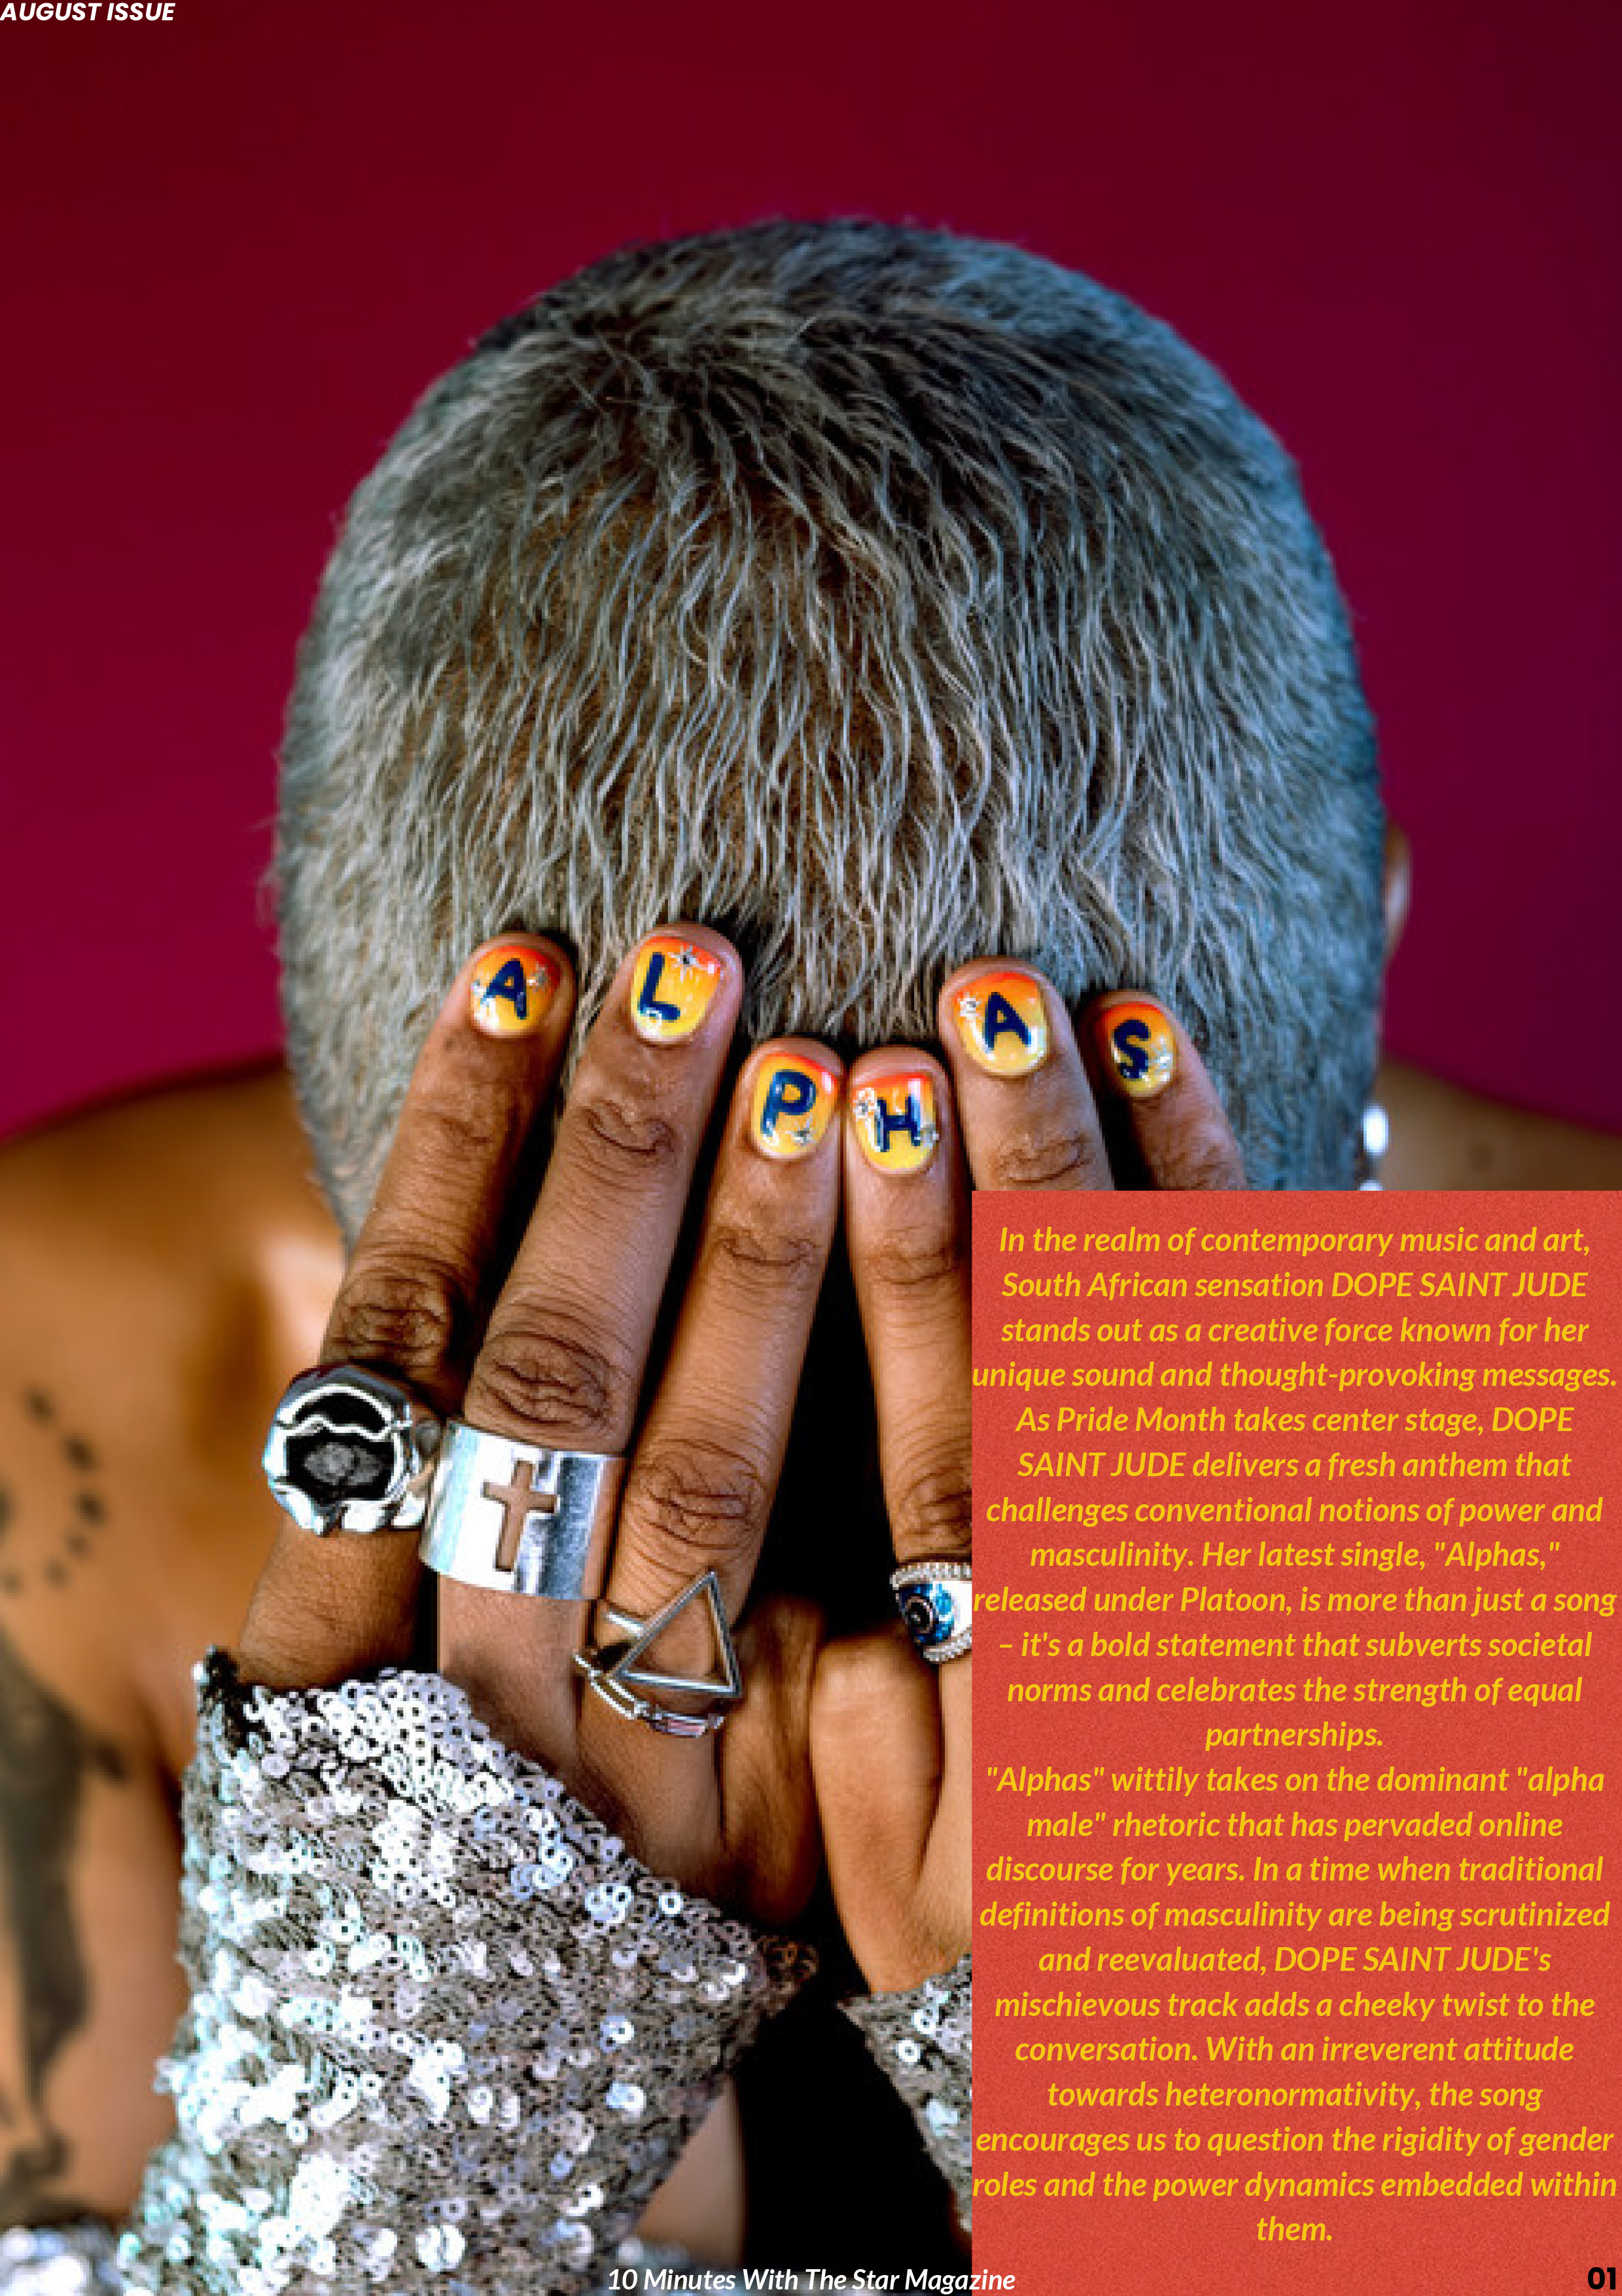 AUGUST ISSUE
A L P H A S
In the realm of contemporary music and art,
South African sensation DOPE SAINT JUDE
stands out as a creative force known for her
unique sound and thought-provoking messages.
As Pride Month takes center stage, DOPE
SAINT JUDE delivers a fresh anthem that
challenges conventional notions of power and
masculinity. Her latest single, "Alphas,"
released under Platoon, is more than just a song
– it's a bold statement that subverts societal
norms and celebrates the strength of equal
partnerships.
"Alphas" wittily takes on the dominant "alpha
male" rhetoric that has pervaded online
discourse for years. In a time when traditional
definitions of masculinity are being scrutinized
and reevaluated, DOPE SAINT JUDE's
mischievous track adds a cheeky twist to the
conversation. With an irreverent attitude
towards heteronormativity, the song
encourages us to question the rigidity of gender
roles and the power dynamics embedded within
them.
10 Minutes With The Star Magazine
01